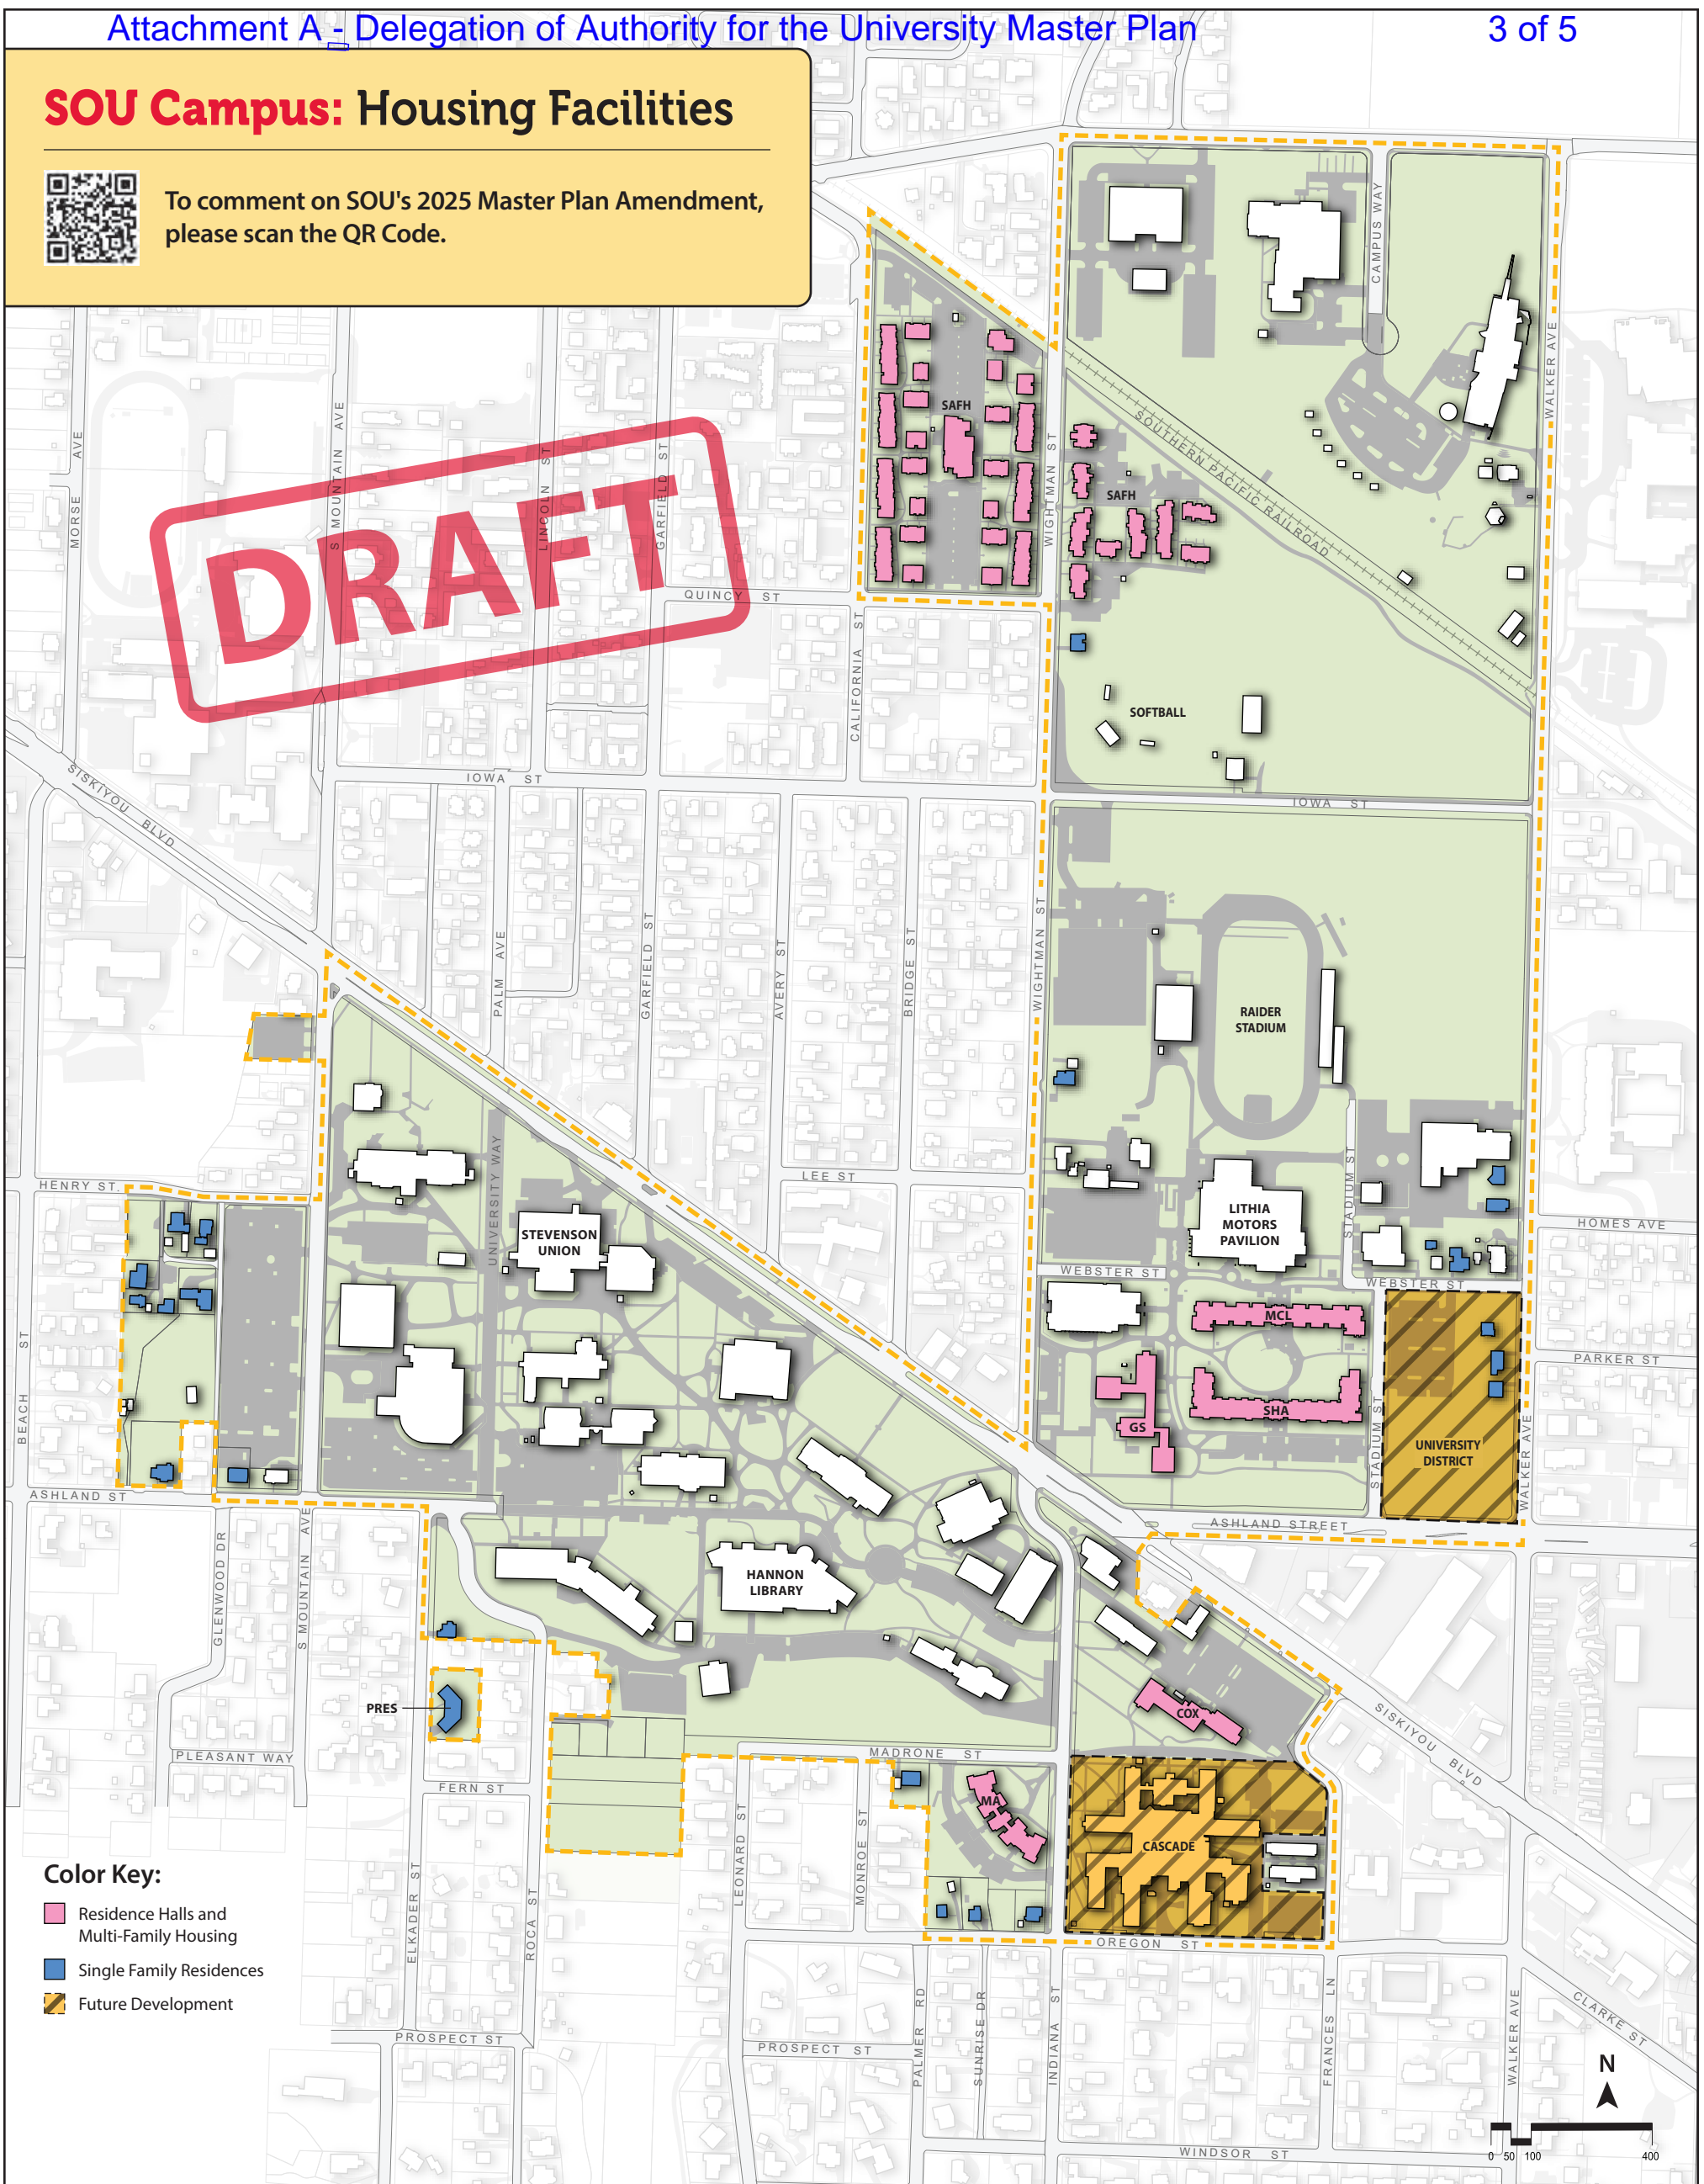 Attachment A - Delegation of Authority for the University Master Plan
3 of 5
SOU Campus: Housing Facilities
To comment on SOU's 2025 Master Plan Amendment,
please scan the QR Code.
DRAFT
CAMPUS WAY
WALKER AVE
SAFH
SAFH
SOUTHERN PACIFIC RAILROAD
WIGHTMAN ST
MORSE AVE
S MOUNTAIN AVE
LINCOLN ST
GARFIELD ST
QUINCY ST
CALIFORNIA ST
SOFTBALL
IOWA ST
IOWA ST
SISKIYOU BLVD
PALM AVE
GARFIELD ST
AVERY ST
BRIDGE ST
WIGHTMAN ST
RAIDER
STADIUM
UNIVERSITY WAY
LEE ST
HENRY ST.
STADIUM ST
LITHIA
MOTORS
PAVILION
STEVENSON
UNION
HOMES AVE
WEBSTER ST
WEBSTER ST
MCL
PARKER ST
BEACH ST
SHA
GS
STADIUM ST
UNIVERSITY
DISTRICT
WALKER AVE
ASHLAND ST
ASHLAND STREET
GLENWOOD DR
S MOUNTAIN AVE
HANNON
LIBRARY
PRES
COX
SISKIYOU BLVD
PLEASANT WAY
MADRONE ST
FERN ST
MA
CASCADE
LEONARD ST
MONROE ST
Color Key:
Residence Halls and
Multi-Family Housing
Single Family Residences
Future Development
ELKADER ST
ROCA ST
OREGON ST
PALMER RD
SUNRISE DR
INDIANA ST
FRANCES LN
WALKER AVE
CLARKE ST
PROSPECT ST
PROSPECT ST
WINDSOR ST
N
0 50 100 400